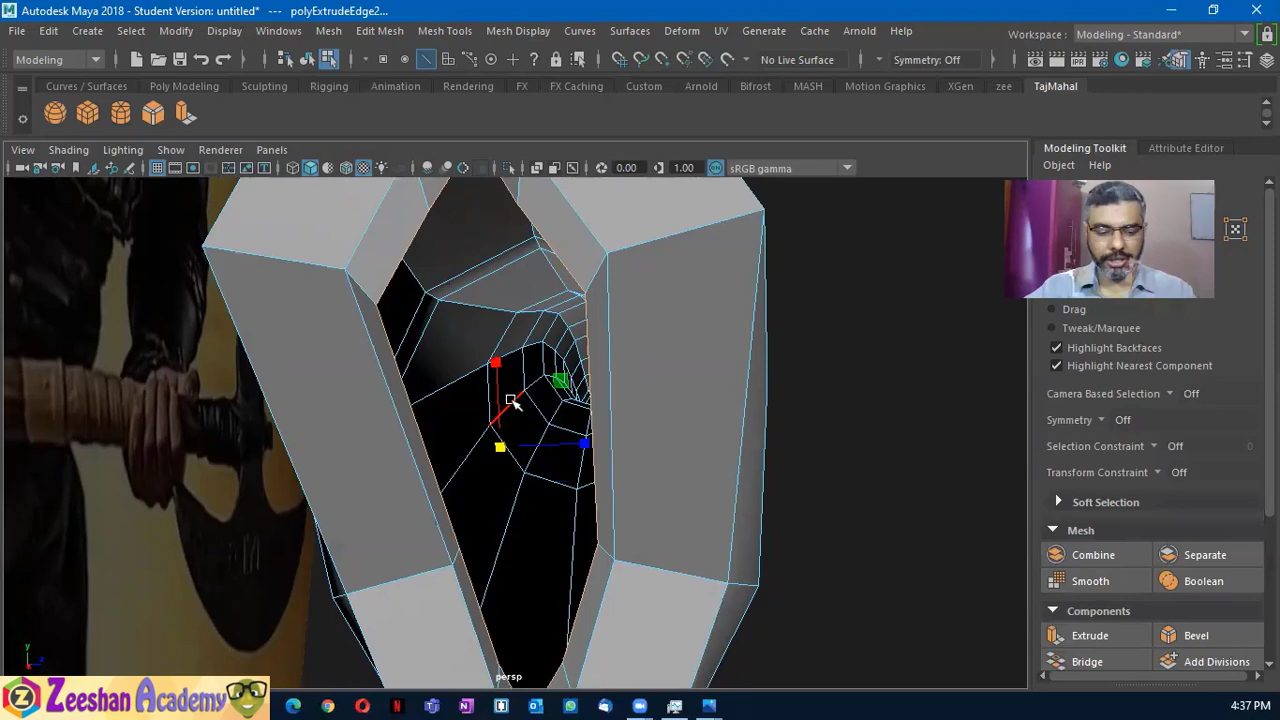 Autodesk Maya 2018 - Student Version: untitled* --- polyExtrudeEdge2...
File Edit Create Select Modify Display Windows Mesh Edit Mesh Mesh Tools Mesh Display Curves Surfaces Deform UV Generate Cache Arnold Help
Workspace : Modeling - Standard*
Modeling No Live Surface Symmetry: Off
Curves / Surfaces Poly Modeling Sculpting Rigging Animation Rendering FX FX Caching Custom Arnold Bifrost MASH Motion Graphics XGen zee TajMahal
View Shading Lighting Show Renderer Panels
Modeling Toolkit Attribute Editor
Object Help
0.00 1.00 sRGB gamma
Drag
Tweak/Marquee
Highlight Backfaces
Highlight Nearest Component
Camera Based Selection Off
Symmetry Off
Selection Constraint Off 0
Transform Constraint Off
Soft Selection
Mesh
Combine Separate
Smooth Boolean
Components
Extrude Bevel
Bridge Add Divisions
persp
y
z
Zeeshan Academy
4:37 PM